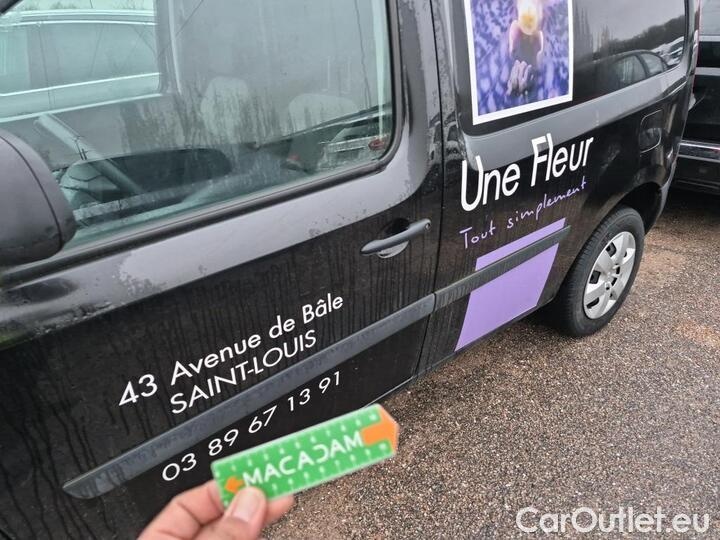 Une Fleur
Tout simplement
43 Avenue de Bâle
SAINT-LOUIS
03 89 67 13 91
MACADAM
CarOutlet.eu